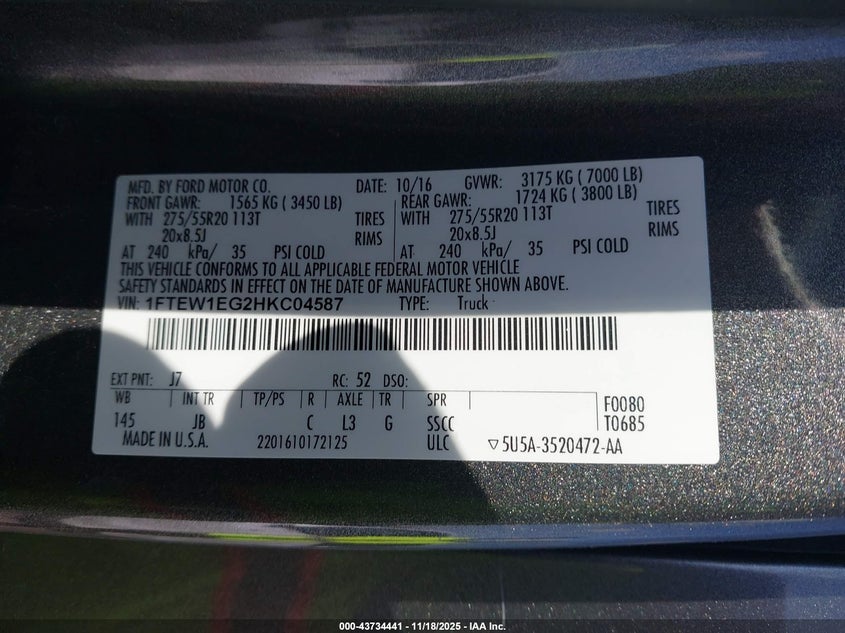 MFD. BY FORD MOTOR CO. DATE: 10/16 GVWR: 3175 KG ( 7000 LB)
FRONT GAWR: 1565 KG ( 3450 LB) REAR GAWR: 1724 KG ( 3800 LB)
WITH 275/55R20 113T TIRES WITH 275/55R20 113T TIRES
20x8.5J RIMS 20x8.5J RIMS
AT 240 kPa/ 35 PSI COLD AT 240 kPa/ 35 PSI COLD
THIS VEHICLE CONFORMS TO ALL APPLICABLE FEDERAL MOTOR VEHICLE
SAFETY STANDARDS IN EFFECT ON THE DATE OF MANUFACTURE SHOWN ABOVE.
VIN: 1FTEW1EG2HKC04587 TYPE: Truck
EXT PNT: J7 RC: 52 DSO:
WB INT TR TP/PS R AXLE TR SPR F0080
145 JB C L3 G SSCC T0685
MADE IN U.S.A. 2201610172125 ULC ▽5U5A-3520472-AA
000-43734441 - 11/18/2025 - IAA Inc.